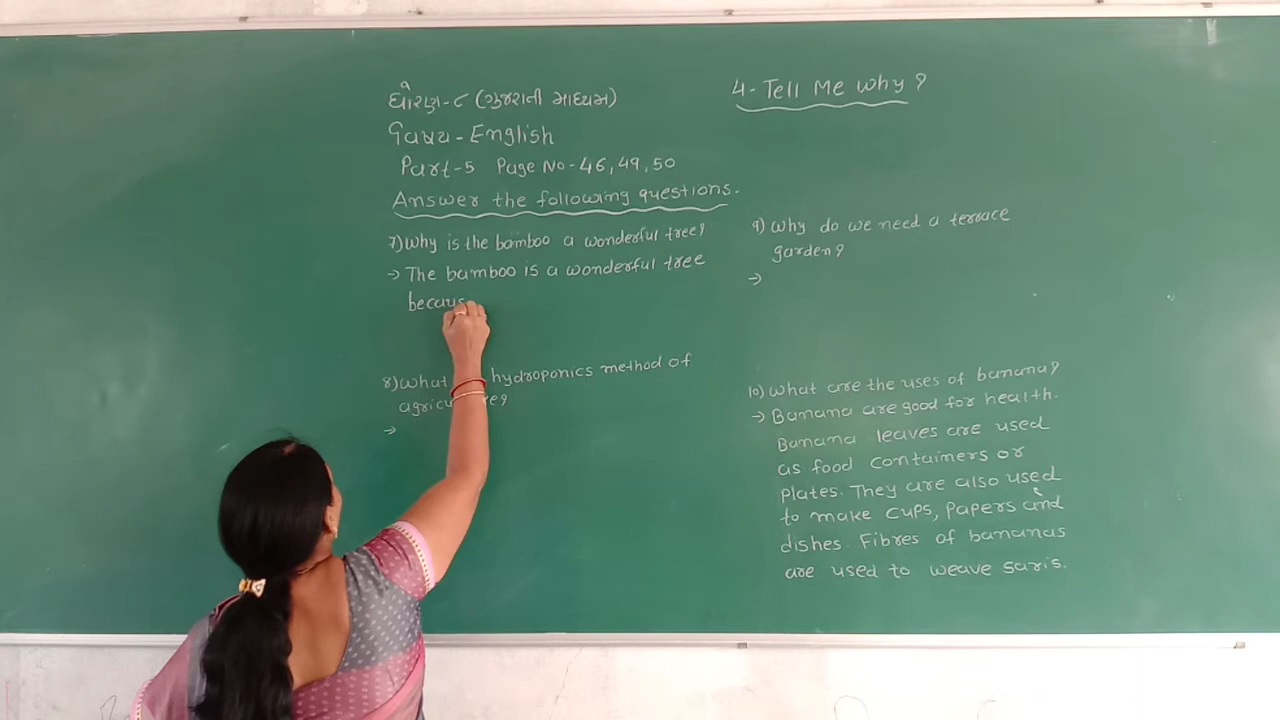 ધોરણ-૮ (ગુજરાતી માધ્યમ)
વિષય - English
Part-5 Page No-46, 49, 50
Answer the following questions.
7) Why is the bamboo a wonderful tree?
→ The bamboo is a wonderful tree
becaus
8) What hydroponics method of
→
4 - Tell Me Why?
9) Why do we need a terrace
garden?
→
10) What are the uses of banana?
→ Banana are good for health.
Banana leaves are used
as food containers or
plates. They are also used
to make cups, papers and
dishes. Fibres of bananas
are used to weave saris.